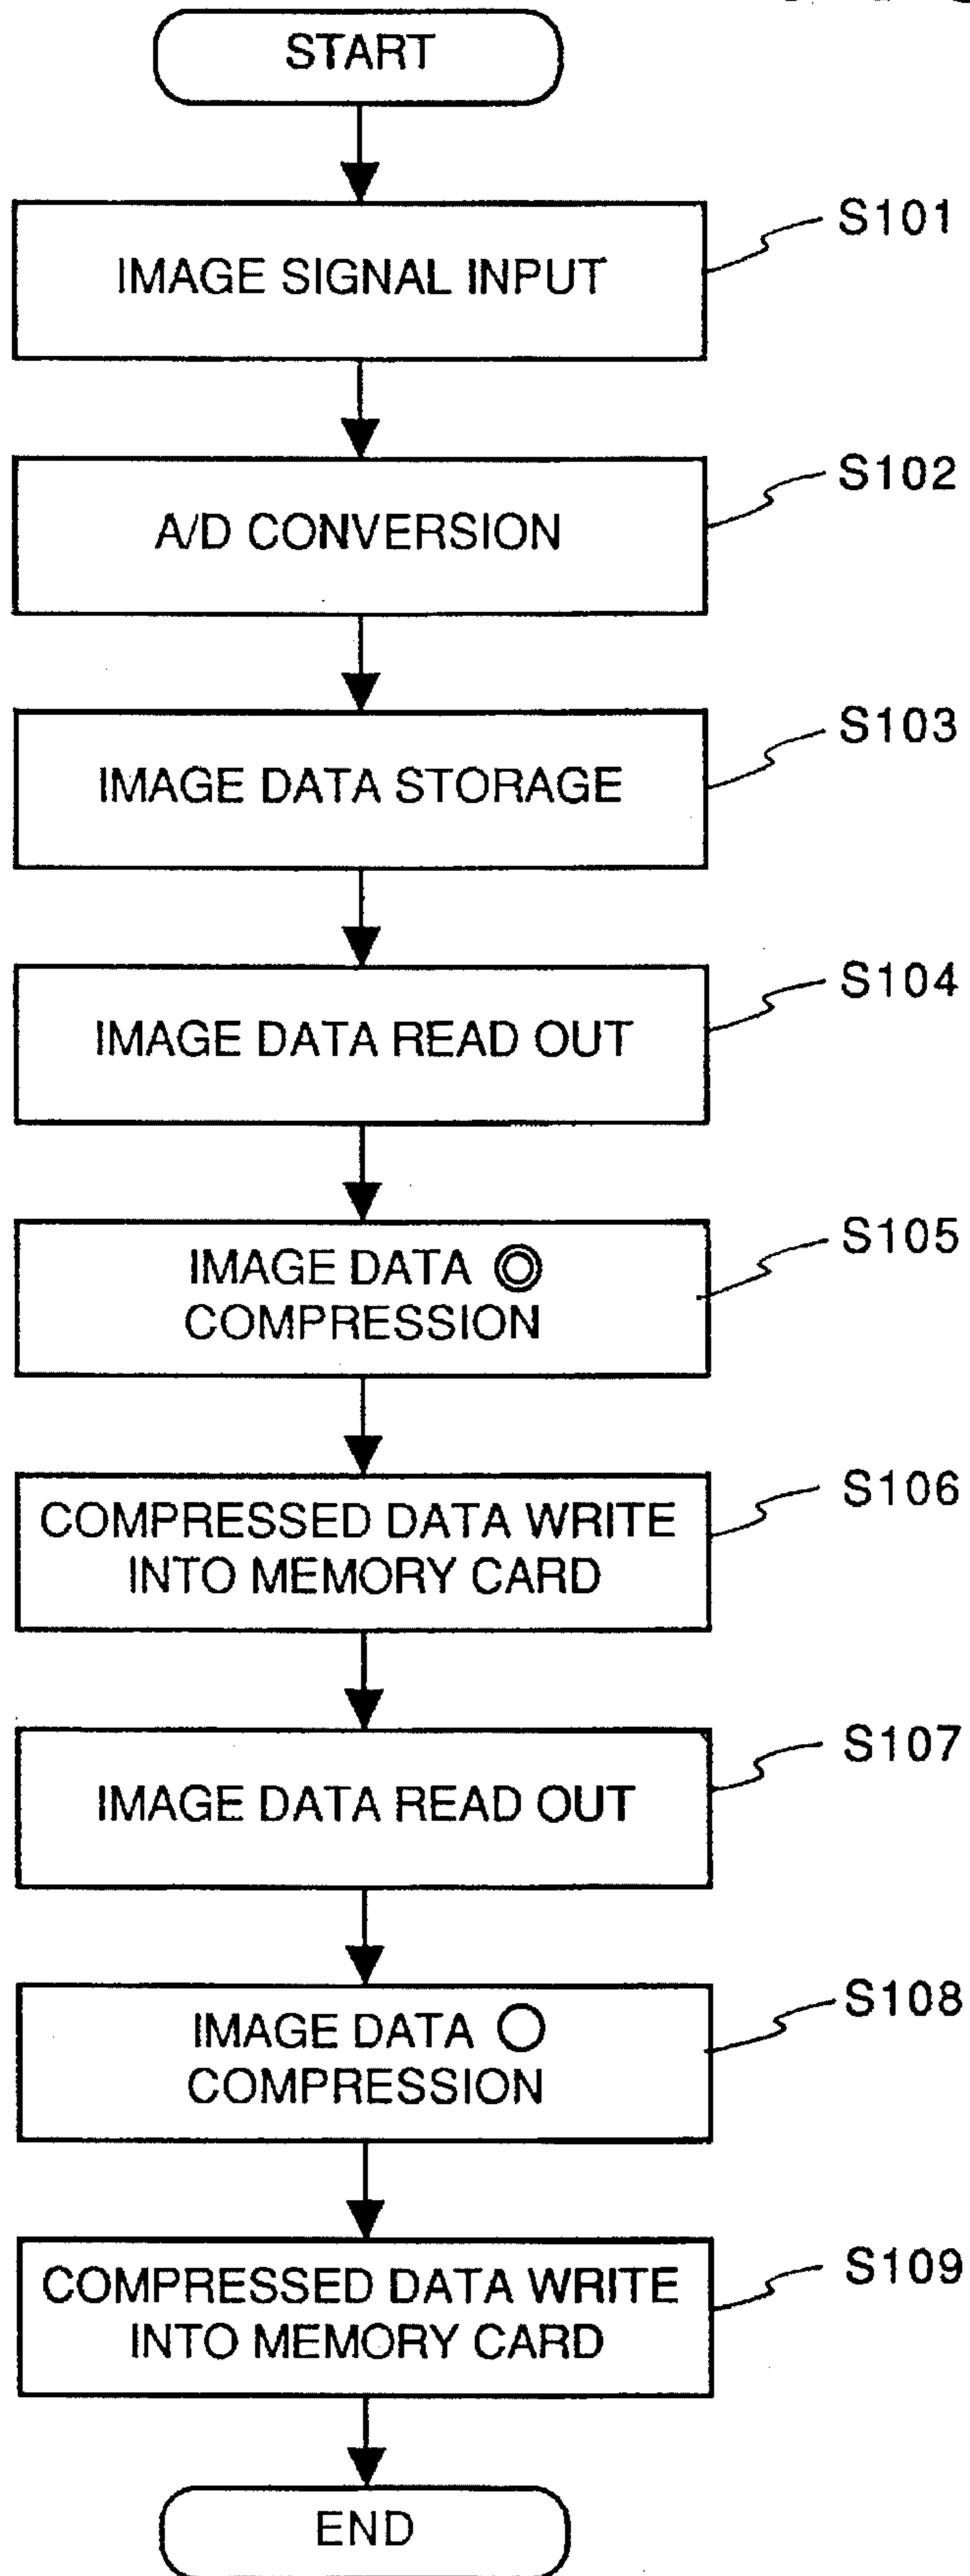 START
S101
IMAGE SIGNAL INPUT
S102
A/D CONVERSION
S103
IMAGE DATA STORAGE
S104
IMAGE DATA READ OUT
S105
IMAGE DATA ◎
COMPRESSION
S106
COMPRESSED DATA WRITE
INTO MEMORY CARD
S107
IMAGE DATA READ OUT
S108
IMAGE DATA ○
COMPRESSION
S109
COMPRESSED DATA WRITE
INTO MEMORY CARD
END